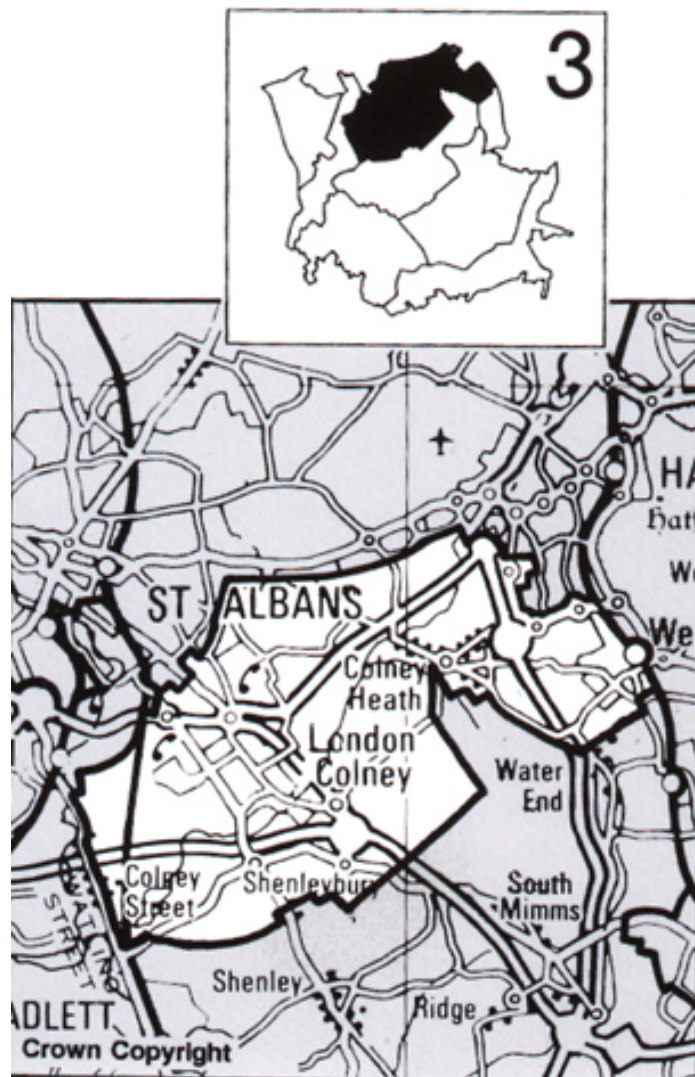 3
HA
Hatf
We
ST ALBANS
We
Colney
Heath
London
Colney
Water
End
Colney
Street
Shenleybury
WATLING
STREET
South
Mimms
Shenley
Ridge
ADLETT
Crown Copyright